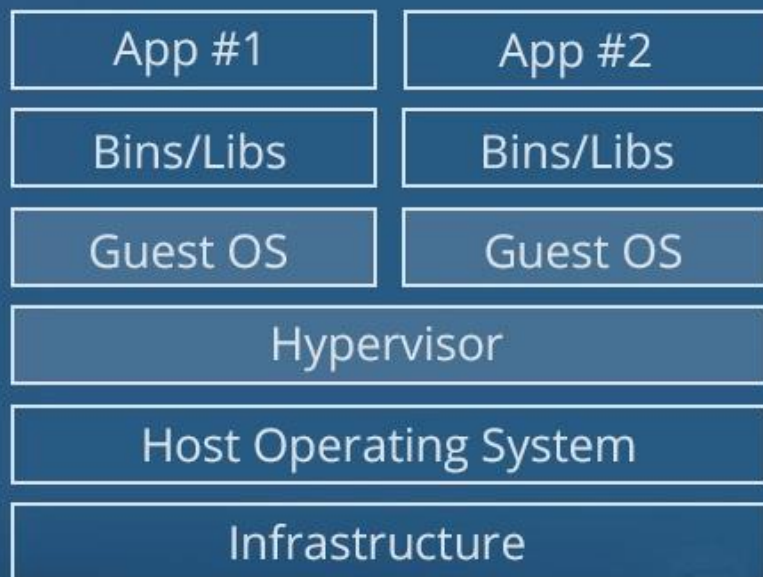 App #1 App #2
Bins/Libs Bins/Libs
Guest OS Guest OS
Hypervisor
Host Operating System
Infrastructure